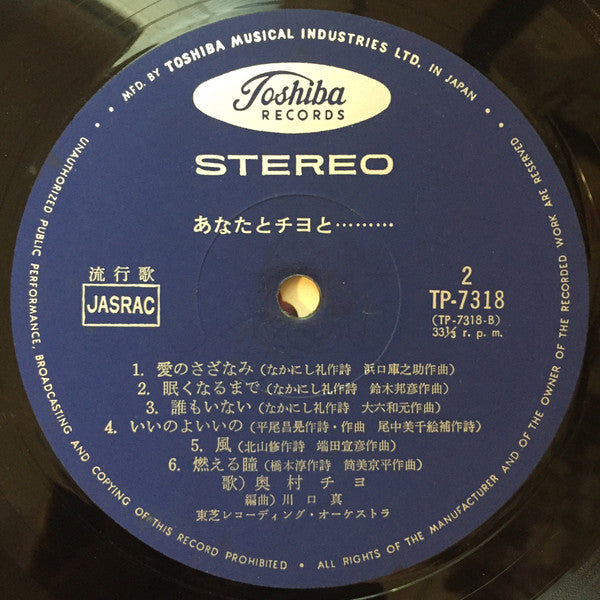 MFD. BY TOSHIBA MUSICAL INDUSTRIES LTD. IN JAPAN
Toshiba
RECORDS
STEREO
あなたとチヨと………
流行歌
JASRAC
2
TP-7318
(TP-7318-B)
33⅓ r. p. m.
1. 愛のさざなみ (なかにし礼作詩 浜口庫之助作曲)
2. 眠くなるまで (なかにし礼作詩 鈴木邦彦作曲)
3. 誰もいない (なかにし礼作詩 大六和元作曲)
4. いいのよいいの (平尾昌晃作詩・作曲 尾中美千絵補作詩)
5. 風 (北山修作詩 端田宣彦作曲)
6. 燃える瞳 (橋本淳作詩 筒美京平作曲)
歌) 奥村チヨ
編曲) 川口真
東芝レコーディング・オーケストラ
UNAUTHORIZED PUBLIC PERFORMANCE, BROADCASTING AND COPYING OF THIS RECORD PROHIBITED • ALL RIGHTS OF THE MANUFACTURER AND OF THE OWNER OF THE RECORDED WORK ARE RESERVED